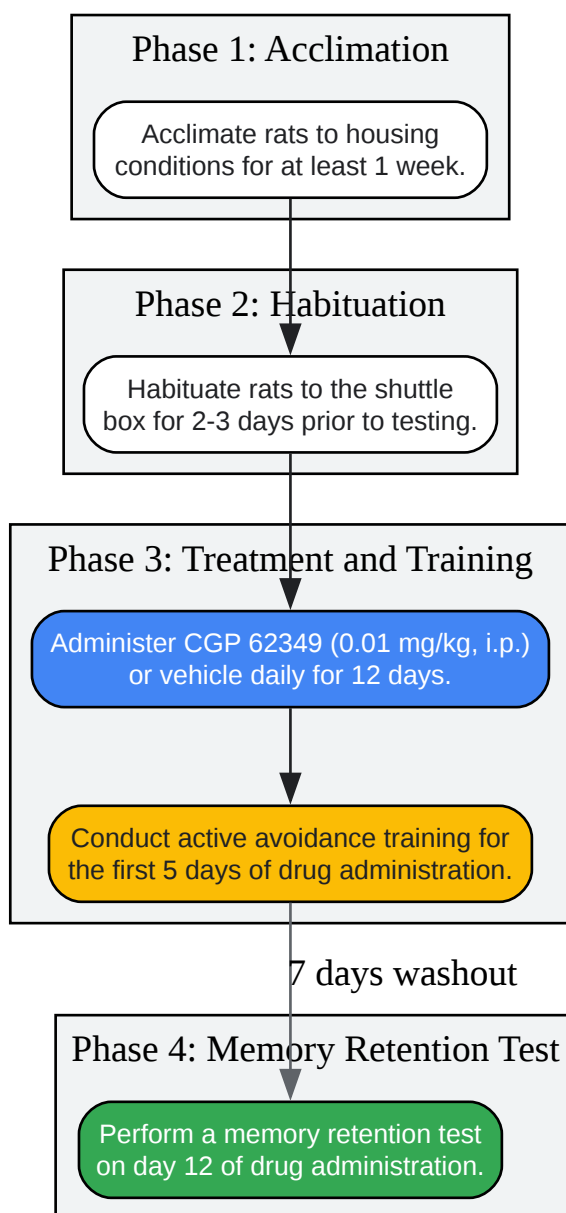 Phase 1: Acclimation
Acclimate rats to housing
conditions for at least 1 week.
Phase 2: Habituation
Habituate rats to the shuttle
box for 2-3 days prior to testing.
Phase 3: Treatment and Training
Administer CGP 62349 (0.01 mg/kg, i.p.)
or vehicle daily for 12 days.
Conduct active avoidance training for
the first 5 days of drug administration.
7 days washout
Phase 4: Memory Retention Test
Perform a memory retention test
on day 12 of drug administration.